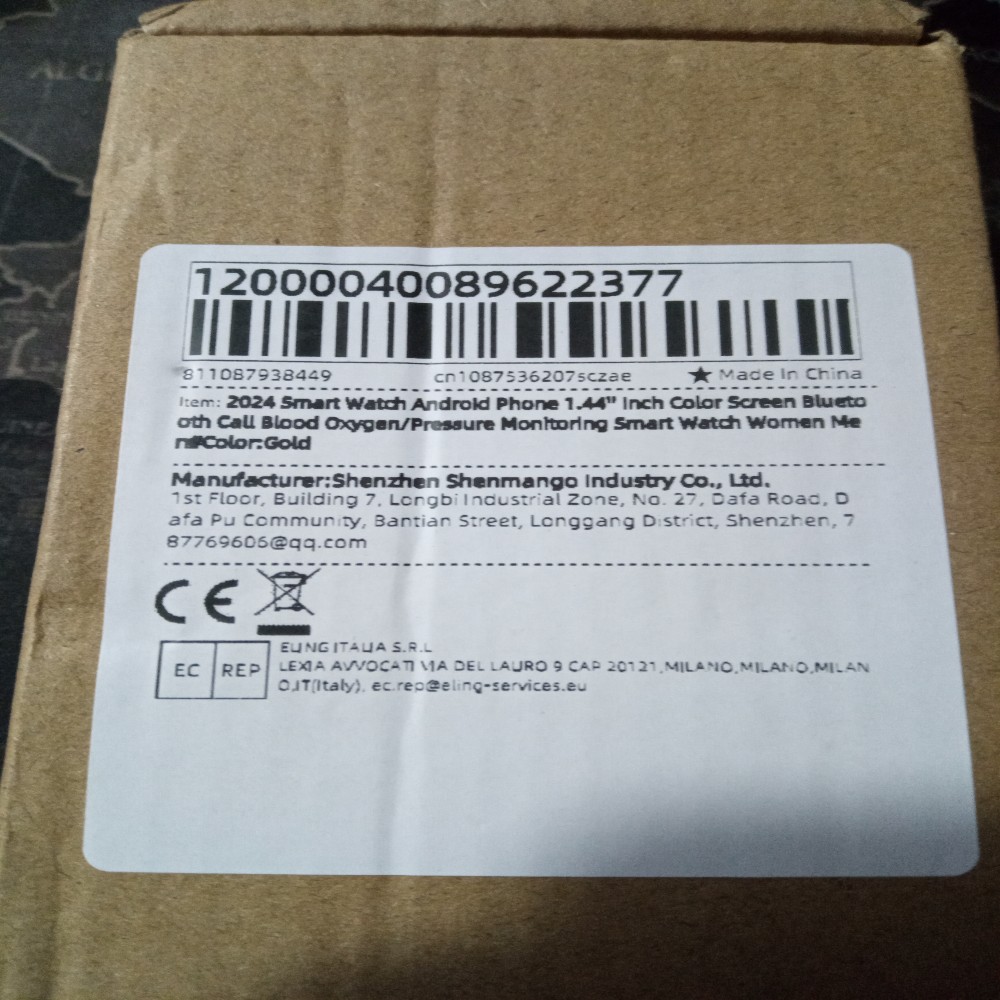 12000040089622377
811087938449 cn1087536207sczae ★ Made In China
Item: 2024 Smart Watch Android Phone 1.44" Inch Color Screen Blueto
oth Call Blood Oxygen/Pressure Monitoring Smart Watch Women Me
n#Color:Gold
Manufacturer:Shenzhen Shenmango Industry Co., Ltd.
1st Floor, Building 7, Longbi Industrial Zone, No. 27, Dafa Road, D
afa Pu Community, Bantian Street, Longgang District, Shenzhen, 7
87769606@qq.com
CE
EC REP
ELING ITALIA S.R.L
LEXIA AVVOCATI VIA DEL LAURO 9 CAP 20121,MILANO,MILANO,MILAN
O,IT(Italy), ec.rep@eling-services.eu